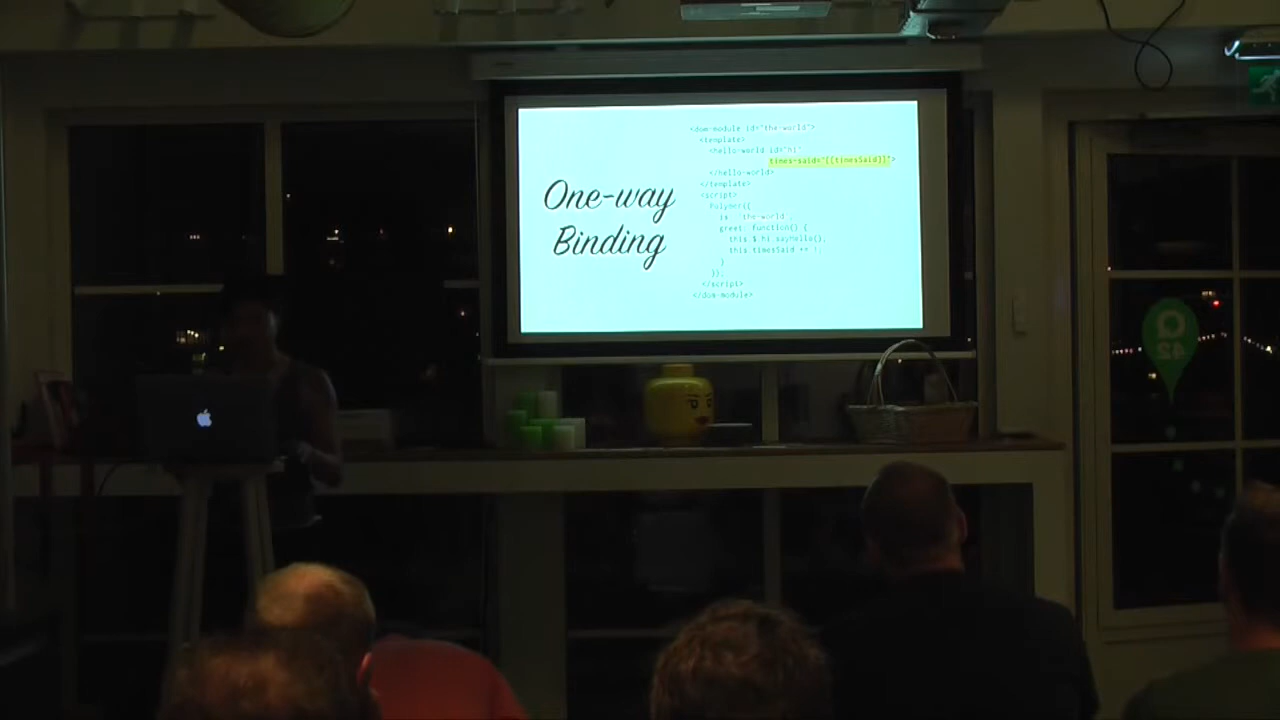 One-way
Binding
<dom-module id="the-world">
<template>
<hello-world id="hi"
times-said="[[timesSaid]]">
</hello-world>
</template>
<script>
Polymer({
is: 'the-world',
greet: function() {
this.$.hi.sayHello();
this.timesSaid += 1;
}
});
</script>
</dom-module>
Q
42